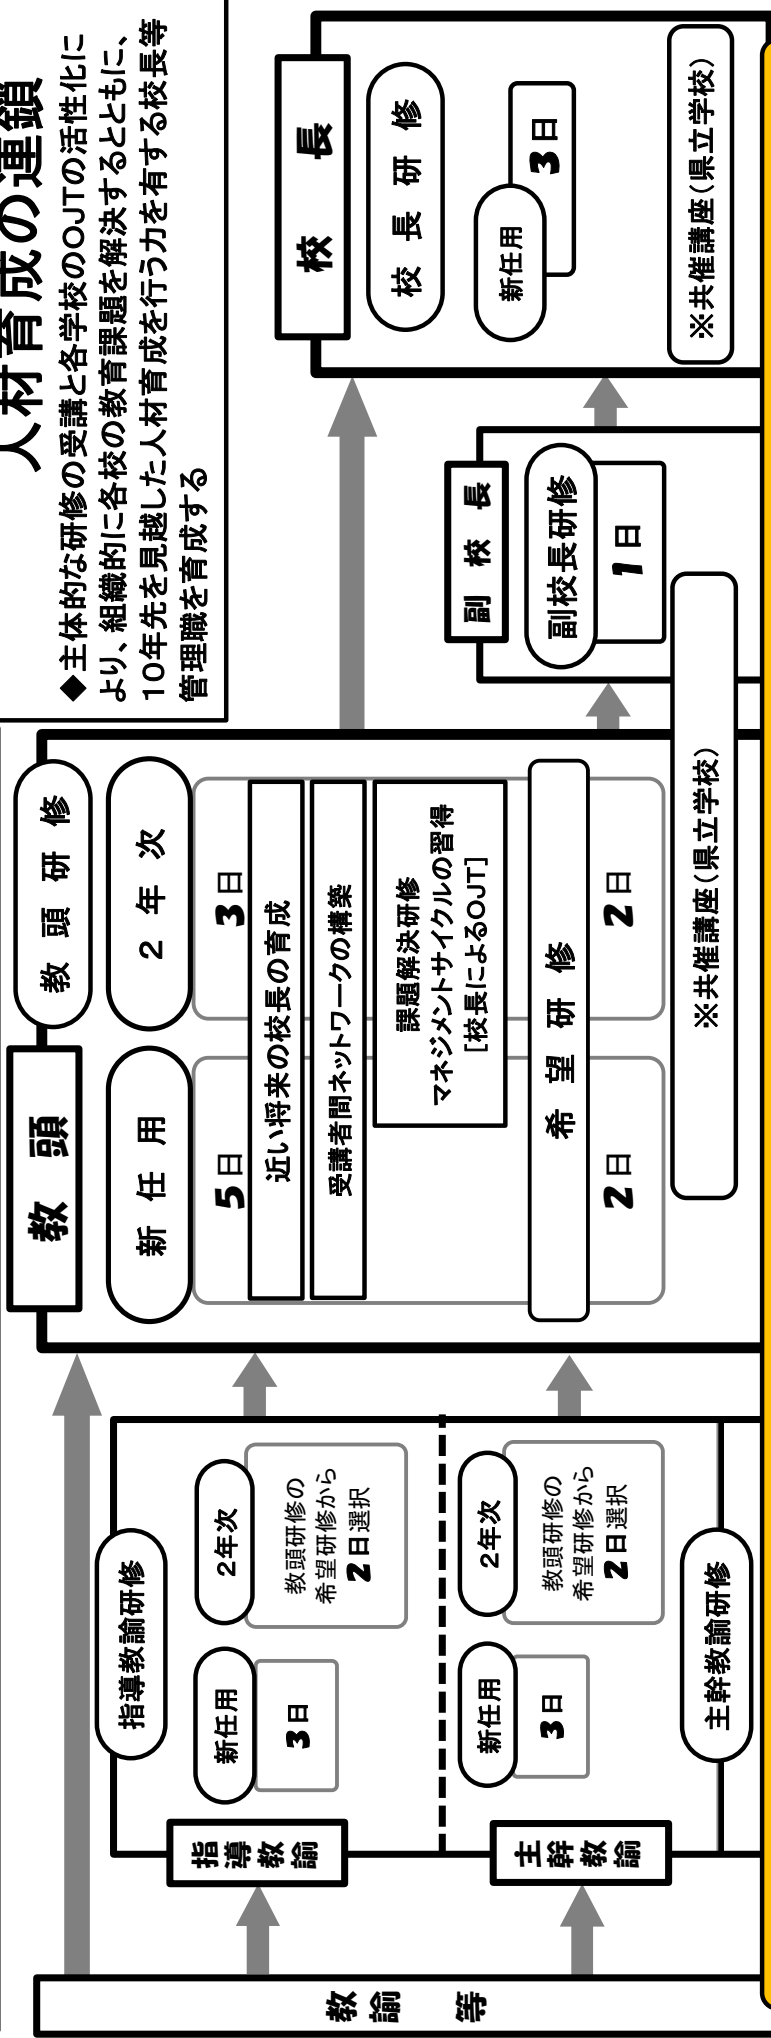 人材育成の連鎖
◆主体的な研修の受講と各学校のOJTの活性化に
より、組織的に各校の教育課題を解決するとともに、
10年先を見越した人材育成を行う力を有する校長等
管理職を育成する
教諭 等
指導教諭
指導教諭研修
新任用
3日
2年次
教頭研修の
希望研修から
2日選択
主幹教諭
新任用
3日
2年次
教頭研修の
希望研修から
2日選択
主幹教諭研修
教 頭
教 頭 研 修
新 任 用
5日
2 年 次
3日
近い将来の校長の育成
受講者間ネットワークの構築
課題解決研修
マネジメントサイクルの習得
[校長によるOJT]
希 望 研 修
2日
2日
※共催講座(県立学校)
副 校 長
副校長研修
1日
校 長
校 長 研 修
新任用
3日
※共催講座(県立学校)